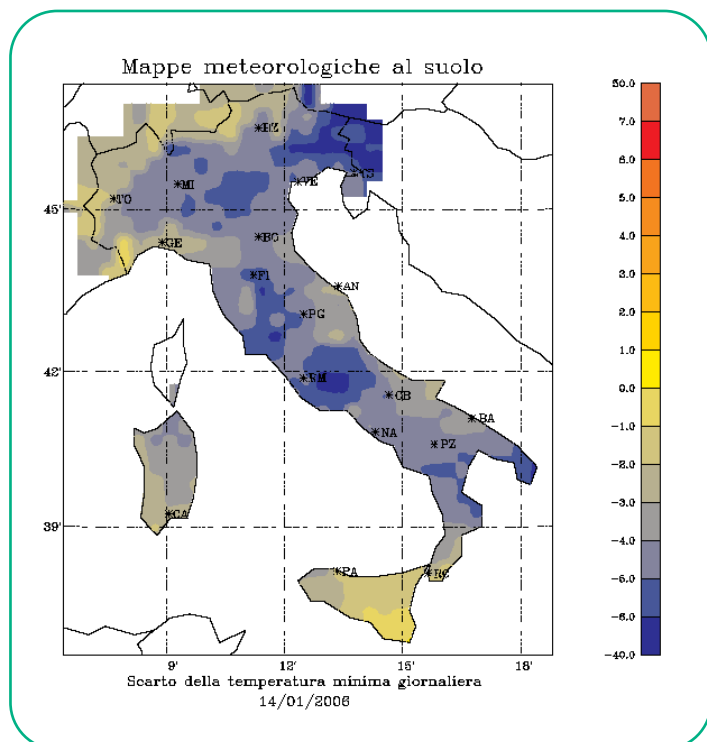 Mappe meteorologiche al suolo
50.0
7.0
BZ
6.0
TS
VE
MI
5.0
TO
45'
4.0
BO
GE
3.0
FI
AN
2.0
PG
1.0
42'
RM
0.0
CB
BA
-1.0
NA
PZ
-2.0
-3.0
CA
39'
-4.0
PA
RC
-5.0
-6.0
-40.0
9' 12' 15' 18'
Scarto della temperatura minima giornaliera
14/01/2006